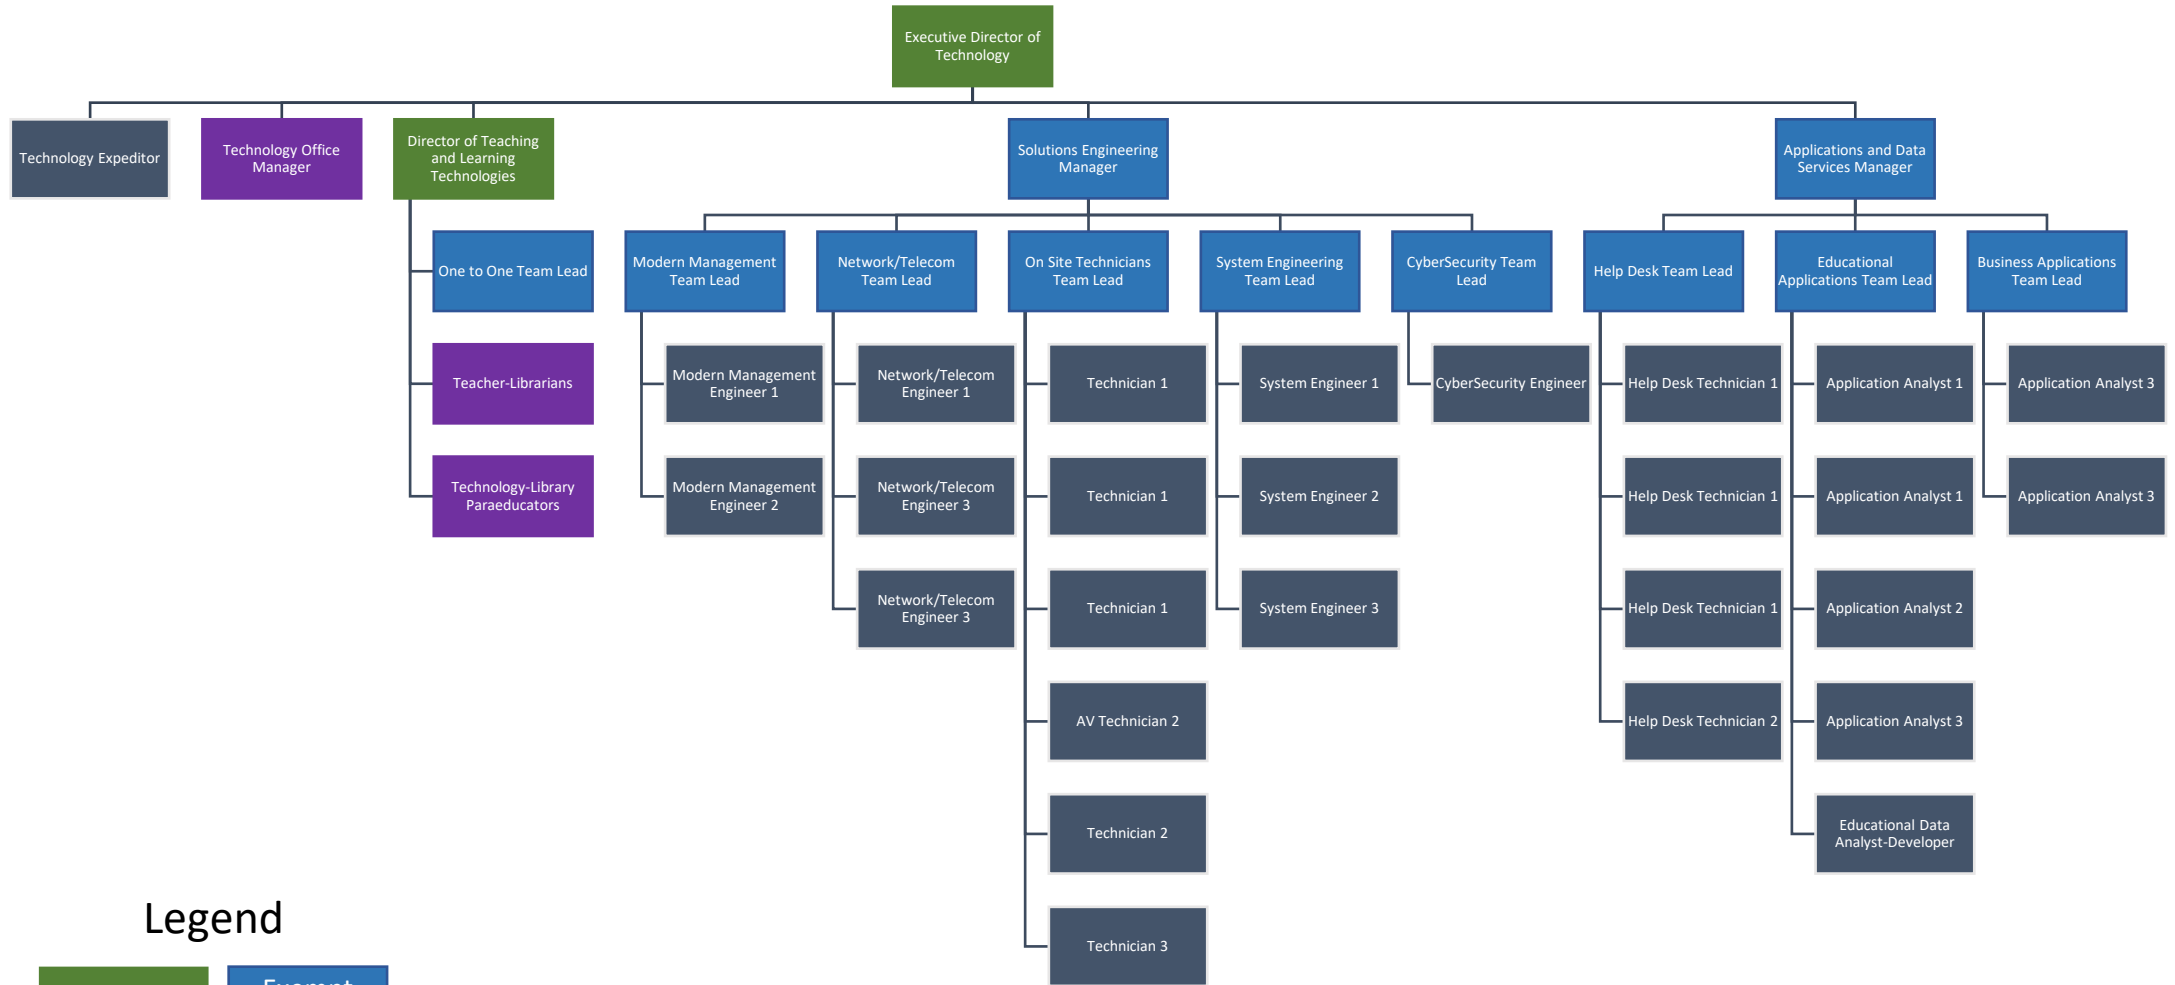 Executive Director of
Technology
Technology Expeditor
Technology Office
Manager
Director of Teaching
and Learning
Technologies
Solutions Engineering
Manager
Applications and Data
Services Manager
One to One Team Lead
Modern Management
Team Lead
Network/Telecom
Team Lead
On Site Technicians
Team Lead
System Engineering
Team Lead
CyberSecurity Team
Lead
Help Desk Team Lead
Educational
Applications Team Lead
Business Applications
Team Lead
Teacher-Librarians
Modern Management
Engineer 1
Network/Telecom
Engineer 1
Technician 1
System Engineer 1
CyberSecurity Engineer
Help Desk Technician 1
Application Analyst 1
Application Analyst 3
Technology-Library
Paraeducators
Modern Management
Engineer 2
Network/Telecom
Engineer 3
Technician 1
System Engineer 2
Help Desk Technician 1
Application Analyst 1
Application Analyst 3
Network/Telecom
Engineer 3
Technician 1
System Engineer 3
Help Desk Technician 1
Application Analyst 2
AV Technician 2
Help Desk Technician 2
Application Analyst 3
Technician 2
Educational Data
Analyst-Developer
Technician 3
Legend
Exempt